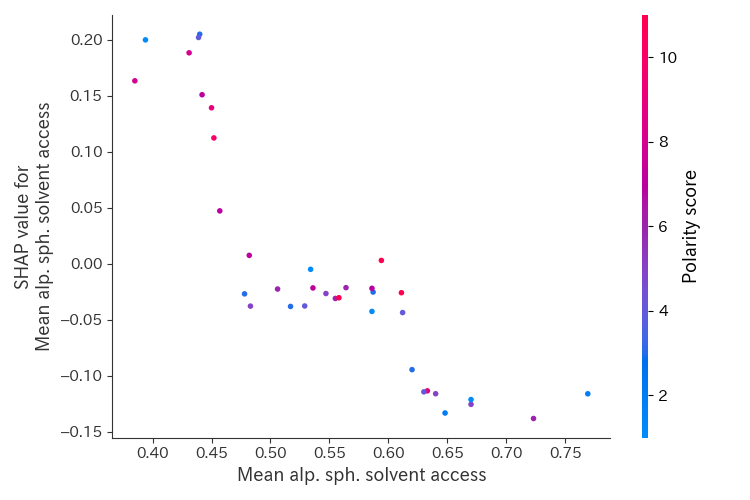 0.20
0.15
0.10
0.05
0.00
−0.05
−0.10
−0.15
SHAP value for
Mean alp. sph. solvent access
0.40 0.45 0.50 0.55 0.60 0.65 0.70 0.75
Mean alp. sph. solvent access
10
8
6
4
2
Polarity score